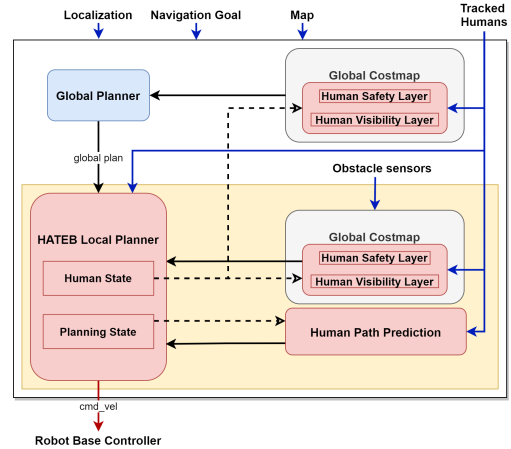 Localization
Navigation Goal
Map
Tracked
Humans
Global Costmap
Global Planner
Human Safety Layer
Human Visibility Layer
global plan
Obstacle sensors
HATEB Local Planner
Global Costmap
Human Safety Layer
Human State
Human Visibility Layer
Planning State
Human Path Prediction
cmd_vel
Robot Base Controller